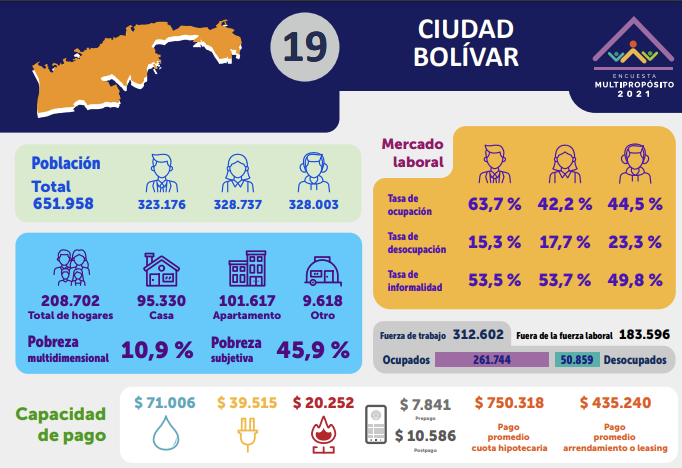 19
CIUDAD
BOLÍVAR
ENCUESTA
MULTIPROPÓSITO
2021
Población
Total
651.958
323.176
328.737
328.003
Mercado
laboral
Tasa de
ocupación
63,7 %
42,2 %
44,5 %
Tasa de
desocupación
15,3 %
17,7 %
23,3 %
Tasa de
informalidad
53,5 %
53,7 %
49,8 %
208.702
Total de hogares
95.330
Casa
101.617
Apartamento
9.618
Otro
Pobreza
multidimensional
10,9 %
Pobreza
subjetiva
45,9 %
Fuerza de trabajo
312.602
Fuera de la fuerza laboral
183.596
Ocupados
261.744
50.859
Desocupados
Capacidad
de pago
$ 71.006
$ 39.515
$ 20.252
$ 7.841
Prepago
$ 10.586
Postpago
$ 750.318
Pago
promedio
cuota hipotecaria
$ 435.240
Pago
promedio
arrendamiento o leasing